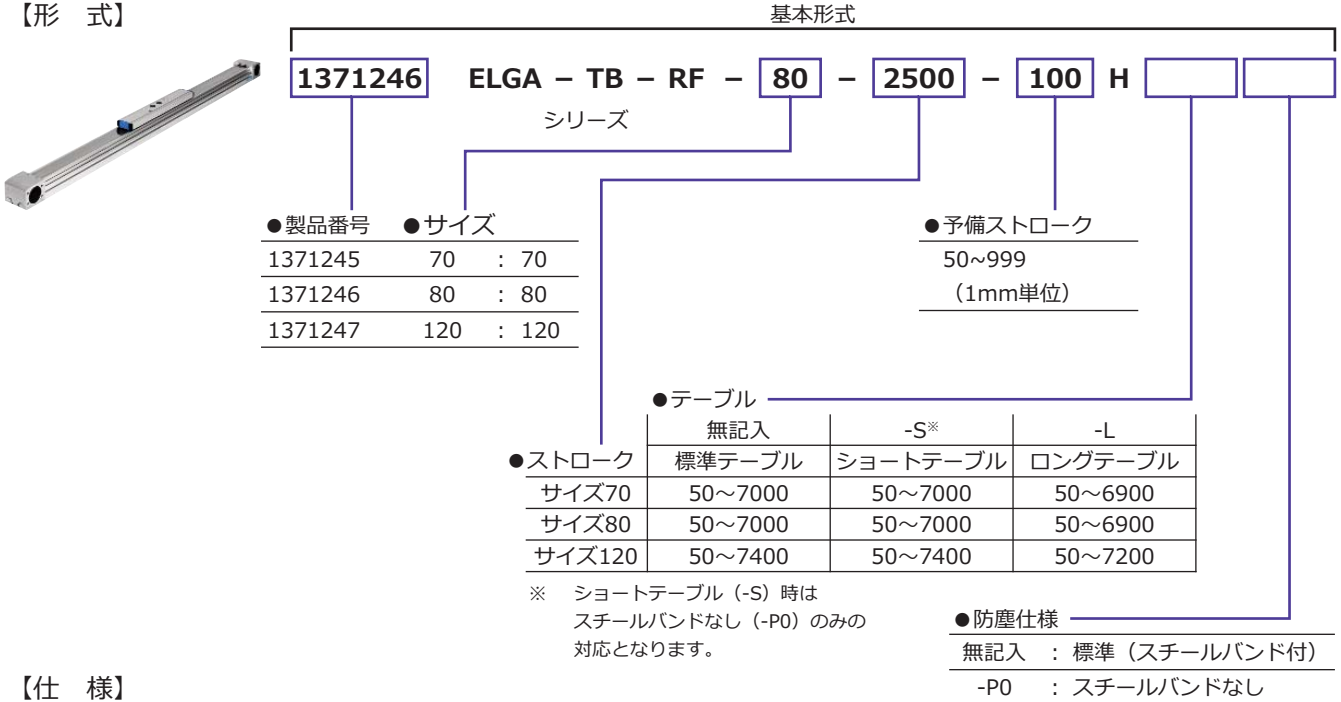 【形　式】
基本形式
1371246 ELGA − TB − RF − 80 − 2500 − 100 H
シリーズ
●製品番号 ●サイズ
1371245 70 : 70
1371246 80 : 80
1371247 120 : 120
●予備ストローク
50~999
（1mm単位）
●テーブル
無記入 -S※ -L
●ストローク 標準テーブル ショートテーブル ロングテーブル
サイズ70 50～7000 50～7000 50～6900
サイズ80 50～7000 50～7000 50～6900
サイズ120 50～7400 50～7400 50～7200
※　ショートテーブル（-S）時は
スチールバンドなし（-P0）のみの
対応となります。
●防塵仕様
無記入 : 標準（スチールバンド付）
-P0 : スチールバンドなし
【仕　様】